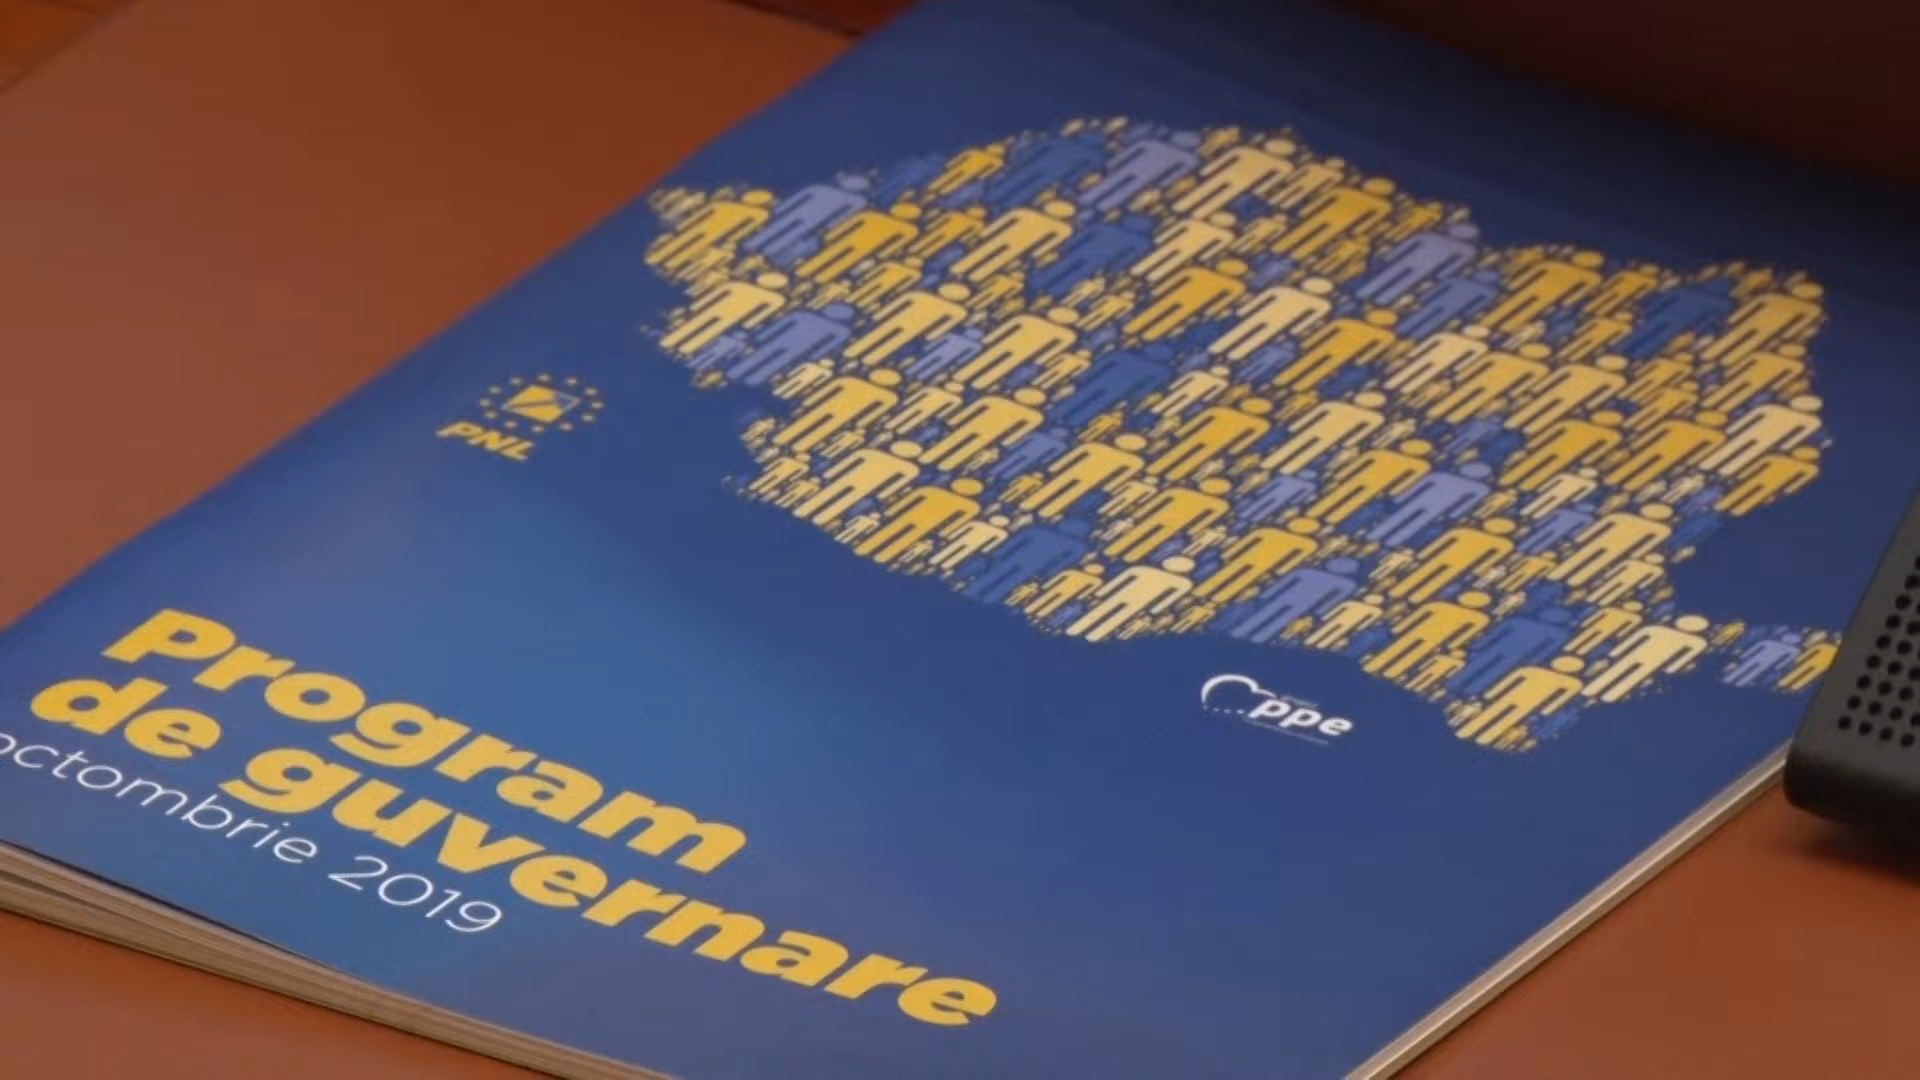 PNL
ppe
Program
de guvernare
octombrie 2019